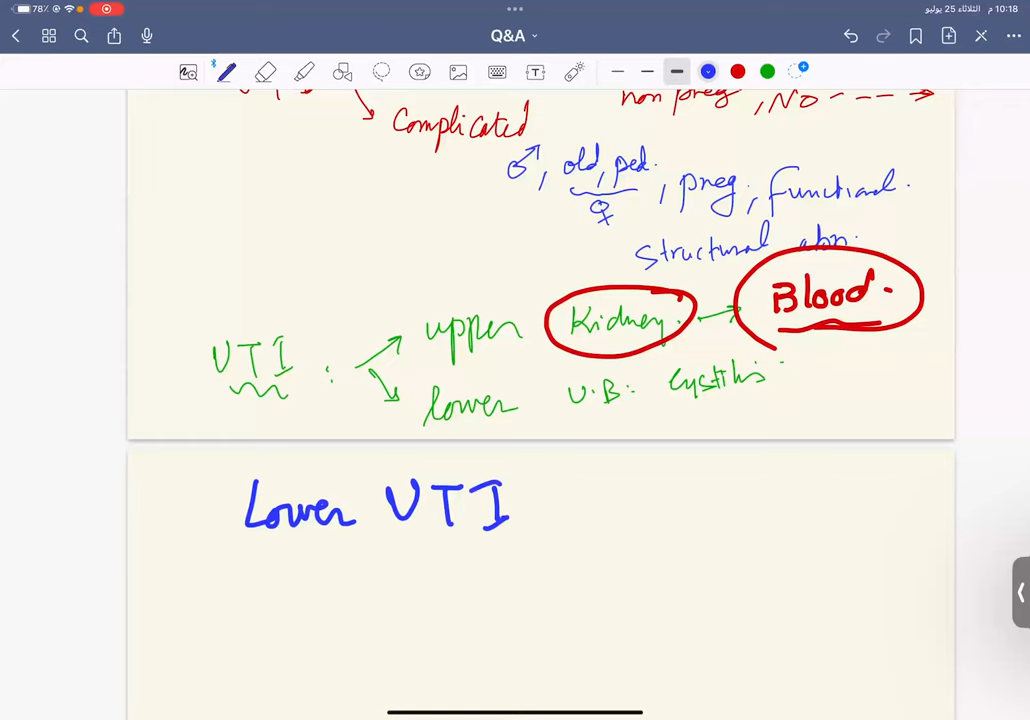 78%
10:18 م الثلاثاء 25 يوليو
Q&A
non preg, No - - - →
Complicated
♂, old, ped. , preg, functional.
♀
structural abn.
UTI : upper Kidney. → Blood.
lower U.B: cystitis
Lower UTI